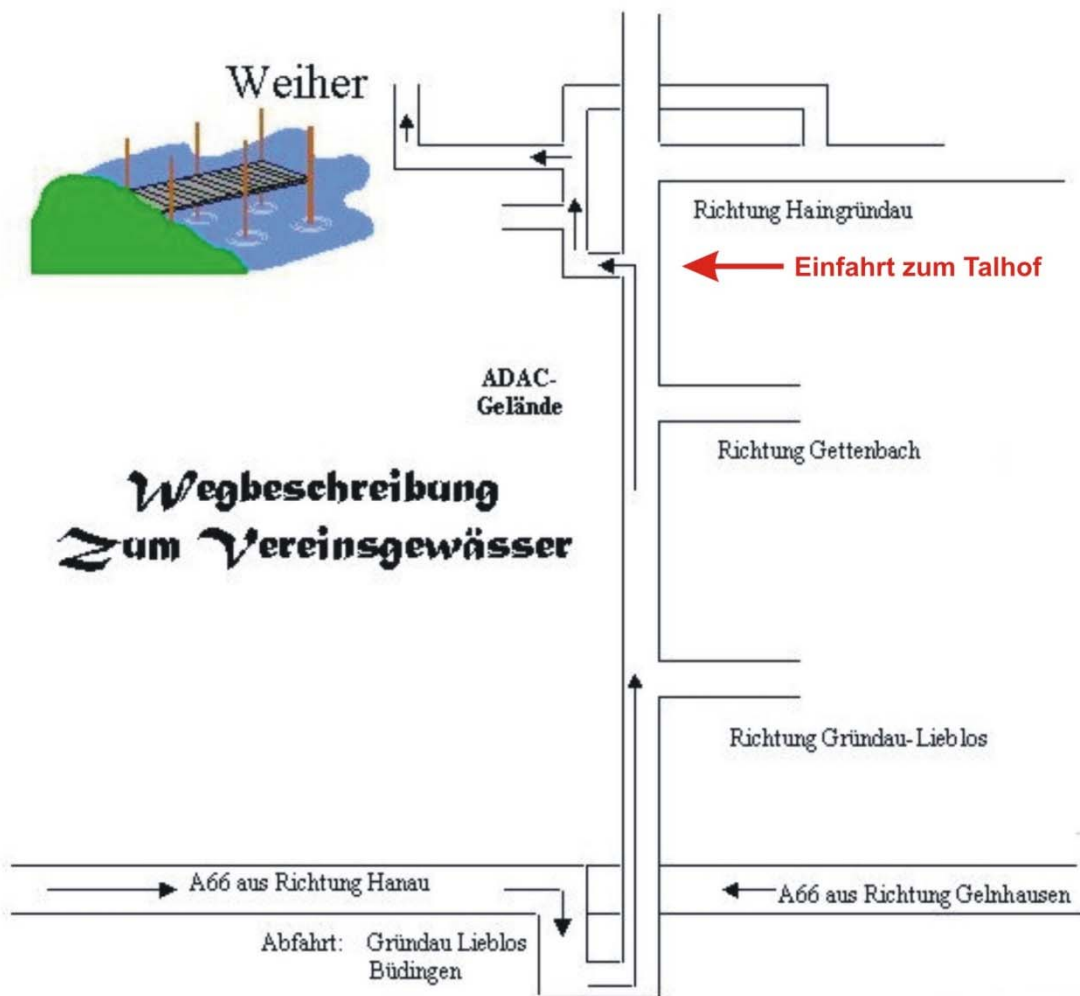 Weiher
Richtung Haingründau
Einfahrt zum Talhof
ADAC-
Gelände
Richtung Gettenbach
Wegbeschreibung
Zum Vereinsgewässer
Richtung Gründau-Lieblos
A66 aus Richtung Hanau
A66 aus Richtung Gelnhausen
Abfahrt: Gründau Lieblos
Büdingen